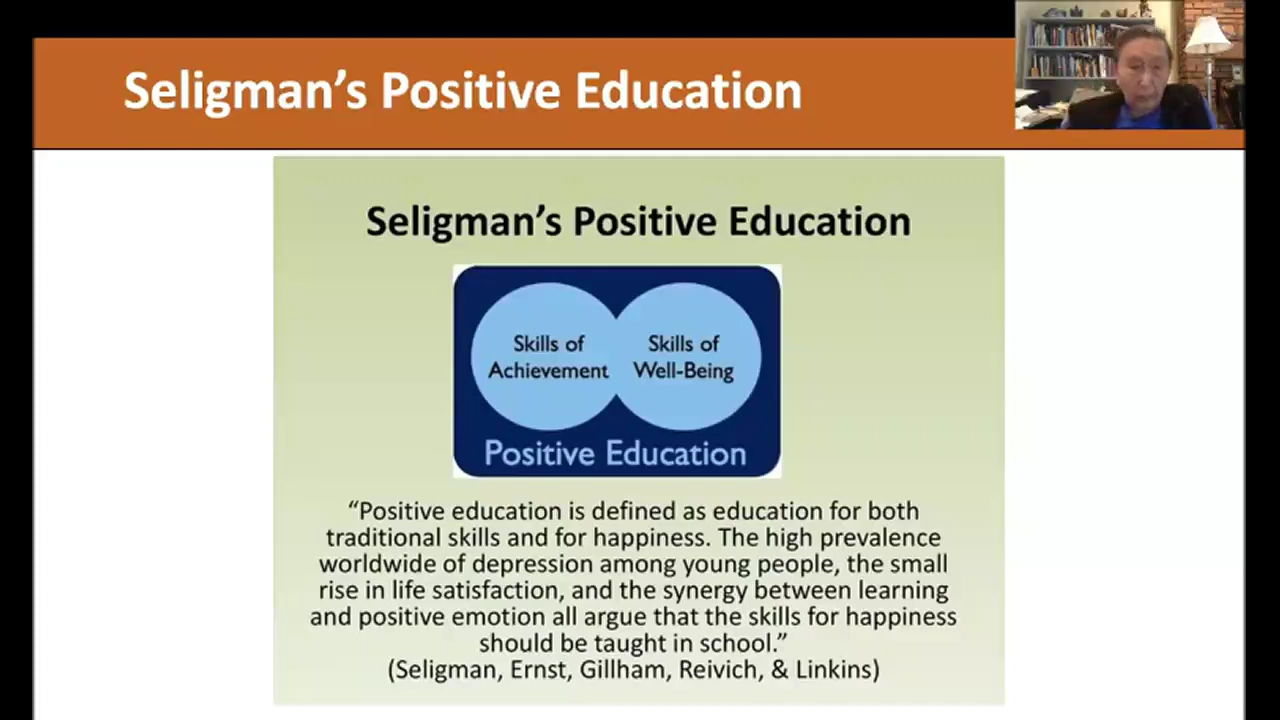 Seligman’s Positive Education
Seligman’s Positive Education
Skills of
Achievement
Skills of
Well-Being
Positive Education
“Positive education is defined as education for both
traditional skills and for happiness. The high prevalence
worldwide of depression among young people, the small
rise in life satisfaction, and the synergy between learning
and positive emotion all argue that the skills for happiness
should be taught in school.”
(Seligman, Ernst, Gillham, Reivich, & Linkins)